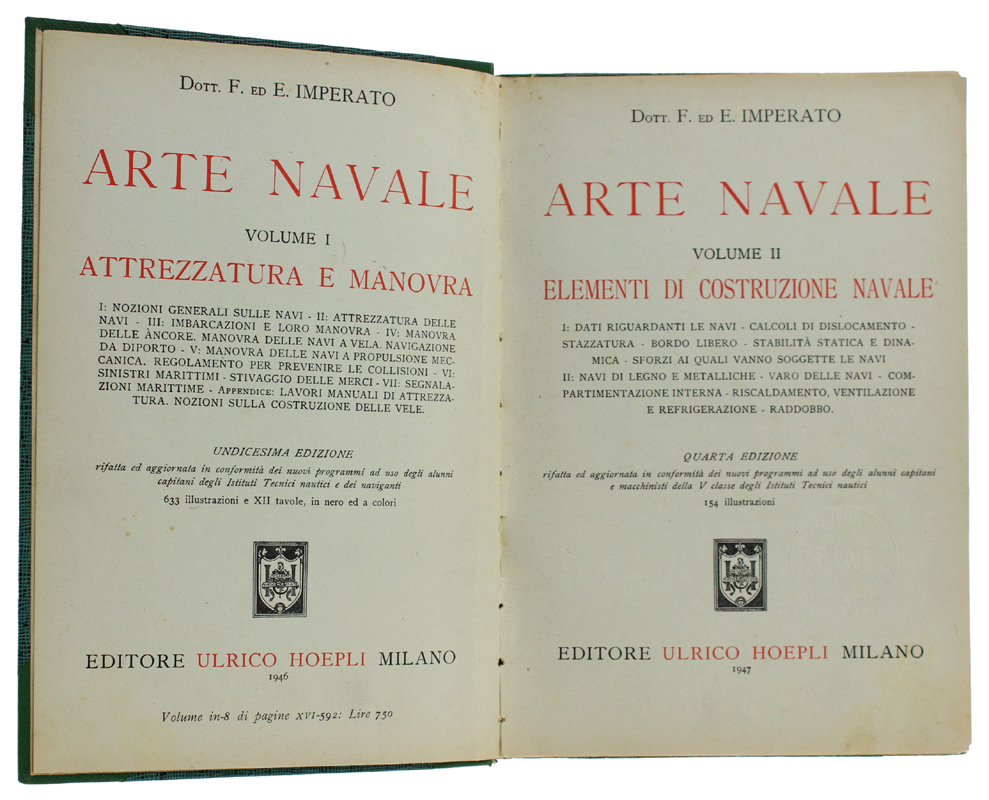 Dott. F. ed E. IMPERATO
ARTE NAVALE
VOLUME I
ATTREZZATURA E MANOVRA
I: NOZIONI GENERALI SULLE NAVI - II: ATTREZZATURA DELLE
NAVI - III: IMBARCAZIONI E LORO MANOVRA - IV: MANOVRA
DELLE ÀNCORE. MANOVRA DELLE NAVI A VELA. NAVIGAZIONE
DA DIPORTO - V: MANOVRA DELLE NAVI A PROPULSIONE MEC-
CANICA. REGOLAMENTO PER PREVENIRE LE COLLISIONI - VI:
SINISTRI MARITTIMI - STIVAGGIO DELLE MERCI - VII: SEGNALA-
ZIONI MARITTIME - Appendice: LAVORI MANUALI DI ATTREZZA-
TURA. NOZIONI SULLA COSTRUZIONE DELLE VELE.
UNDICESIMA EDIZIONE
rifatta ed aggiornata in conformità dei nuovi programmi ad uso degli alunni
capitani degli Istituti Tecnici nautici e dei naviganti
633 illustrazioni e XII tavole, in nero ed a colori
EDITORE ULRICO HOEPLI MILANO
1946
Volume in-8 di pagine XVI-592: Lire 750
Dott. F. ed E. IMPERATO
ARTE NAVALE
VOLUME II
ELEMENTI DI COSTRUZIONE NAVALE
I: DATI RIGUARDANTI LE NAVI - CALCOLI DI DISLOCAMENTO -
STAZZATURA - BORDO LIBERO - STABILITÀ STATICA E DINA-
MICA - SFORZI AI QUALI VANNO SOGGETTE LE NAVI
II: NAVI DI LEGNO E METALLICHE - VARO DELLE NAVI - COM-
PARTIMENTAZIONE INTERNA - RISCALDAMENTO, VENTILAZIONE
E REFRIGERAZIONE - RADDOBBO.
QUARTA EDIZIONE
rifatta ed aggiornata in conformità dei nuovi programmi ad uso degli alunni capitani
e macchinisti della V classe degli Istituti Tecnici nautici
154 illustrazioni
EDITORE ULRICO HOEPLI MILANO
1947